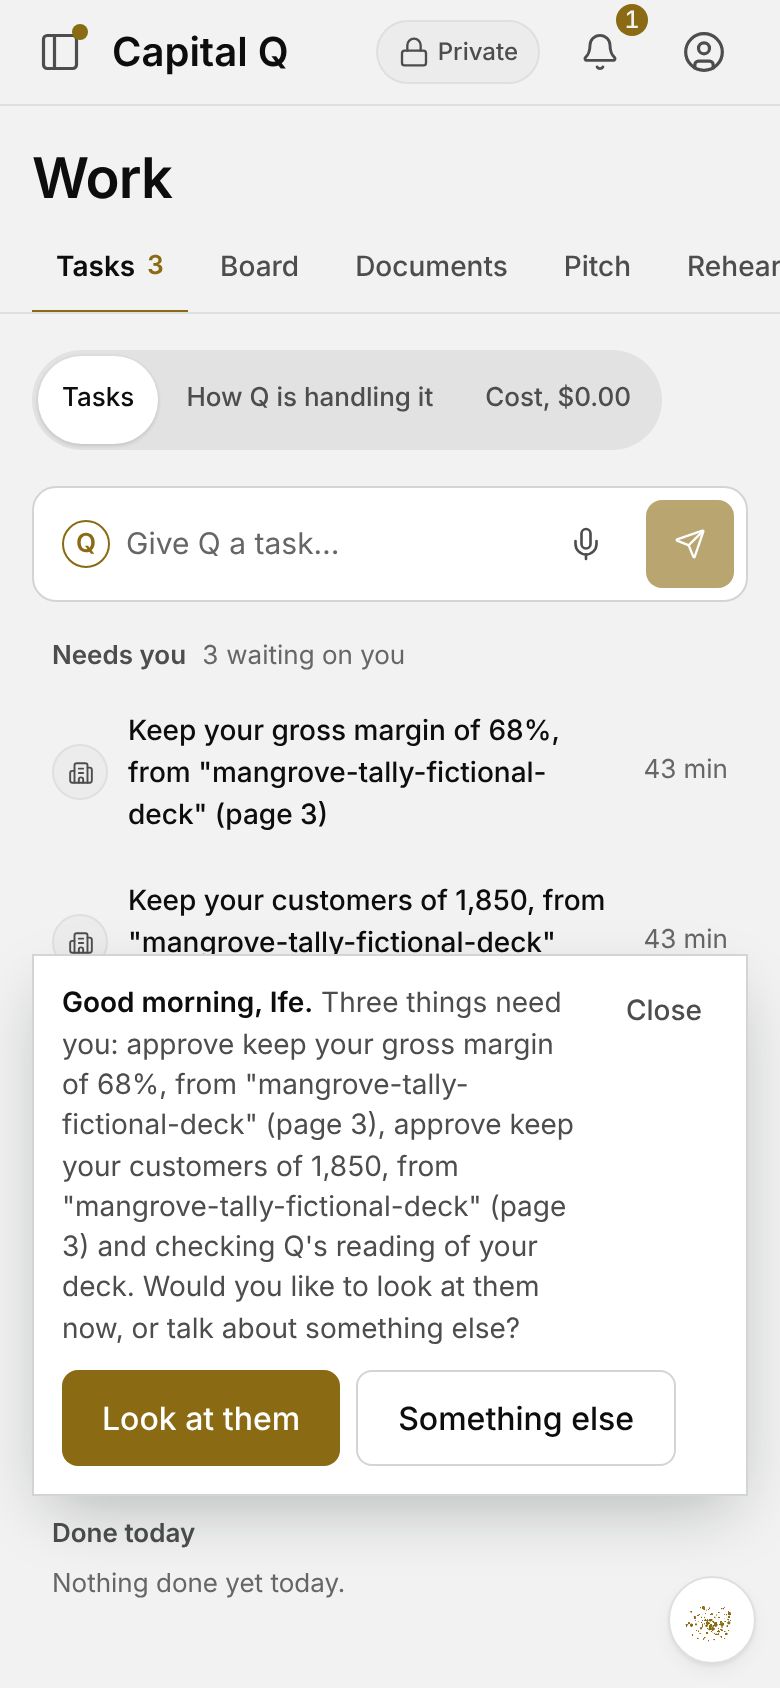 Capital Q
Private
1
Work
Tasks 3
Board
Documents
Pitch
Rehear
Tasks
How Q is handling it
Cost, $0.00
Q
Give Q a task...
Needs you 3 waiting on you
Keep your gross margin of 68%,
from "mangrove-tally-fictional-
deck" (page 3)
43 min
Keep your customers of 1,850, from
"mangrove-tally-fictional-deck"
43 min
Good morning, Ife. Three things need
Close
you: approve keep your gross margin
of 68%, from "mangrove-tally-
fictional-deck" (page 3), approve keep
your customers of 1,850, from
"mangrove-tally-fictional-deck" (page
3) and checking Q's reading of your
deck. Would you like to look at them
now, or talk about something else?
Look at them
Something else
Done today
Nothing done yet today.